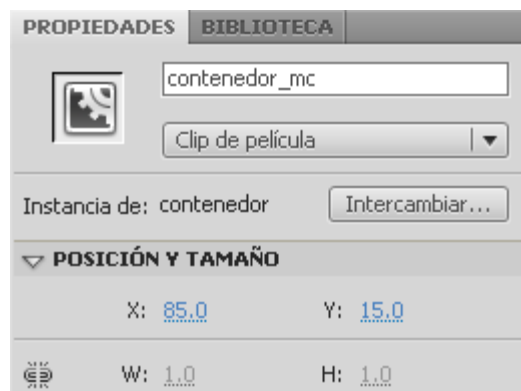 PROPIEDADES BIBLIOTECA
contenedor_mc
Clip de película
Instancia de: contenedor Intercambiar...
POSICIÓN Y TAMAÑO
X: 85.0 Y: 15.0
W: 1.0 H: 1.0